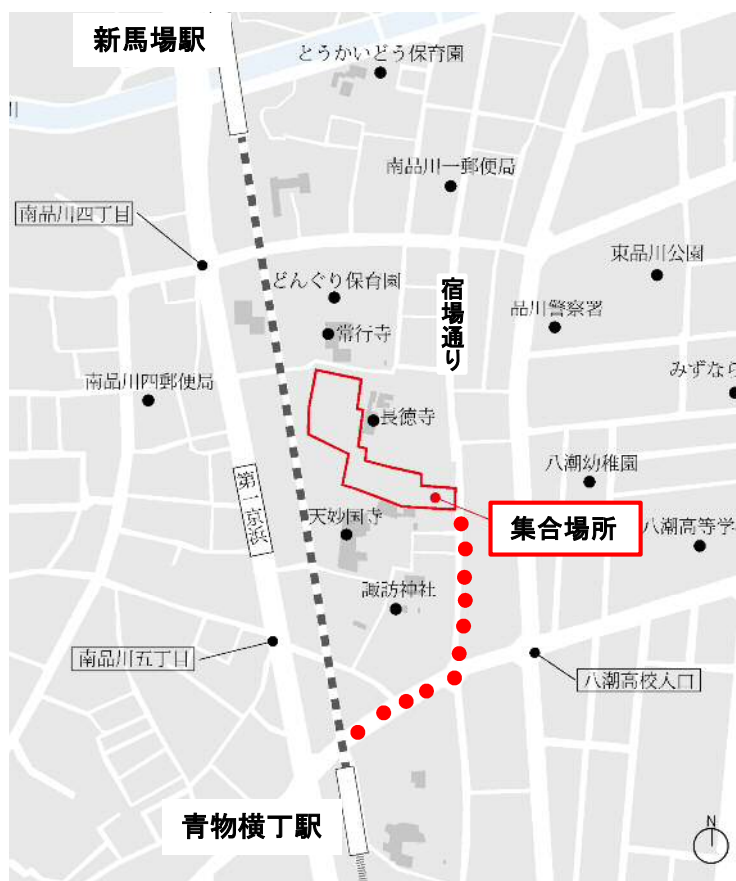 新馬場駅
とうかいどう保育園
川
南品川一郵便局
南品川四丁目
東品川公園
どんぐり保育園
宿場通り
品川警察署
常行寺
みずなら
南品川四郵便局
長徳寺
八潮幼稚園
第一京浜
天妙国寺
集合場所
八潮高等学
諏訪神社
南品川五丁目
八潮高校入口
青物横丁駅
N